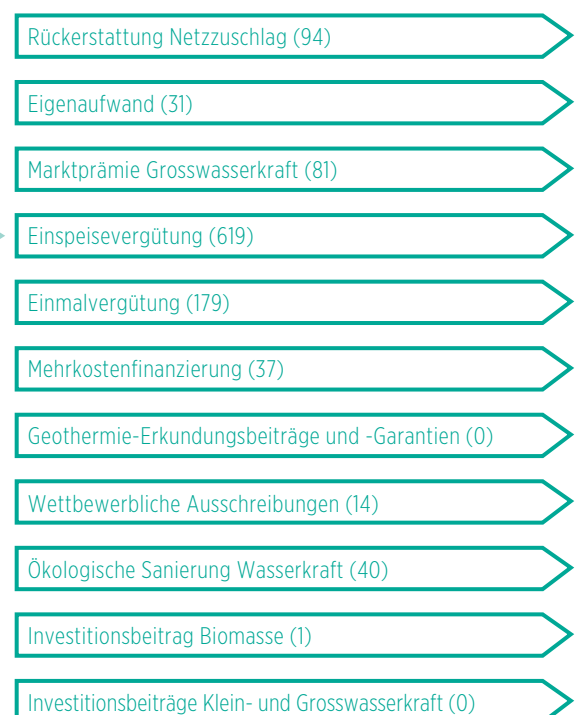 Rückerstattung Netzzuschlag (94)
Eigenaufwand (31)
Marktprämie Grosswasserkraft (81)
Einspeisevergütung (619)
Einmalvergütung (179)
Mehrkostenfinanzierung (37)
Geothermie-Erkundungsbeiträge und -Garantien (0)
Wettbewerbliche Ausschreibungen (14)
Ökologische Sanierung Wasserkraft (40)
Investitionsbeitrag Biomasse (1)
Investitionsbeiträge Klein- und Grosswasserkraft (0)